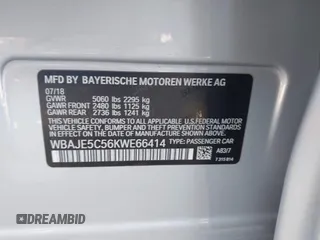 MFD BY BAYERISCHE MOTOREN WERKE AG
07/18
GVWR 5060 lbs 2295 kg
GAWR FRONT 2480 lbs 1125 kg
GAWR REAR 2736 lbs 1241 kg
THIS VEHICLE CONFORMS TO ALL APPLICABLE
U.S. FEDERAL MOTOR VEHICLE SAFETY, BUMPER
AND THEFT PREVENTION STANDARDS IN EFFECT ON
THE DATE OF MANUFACTURE SHOWN ABOVE.
WBAJE5C56KWE66414 TYPE: PASSENGER CAR
A83/7
DREAMBID